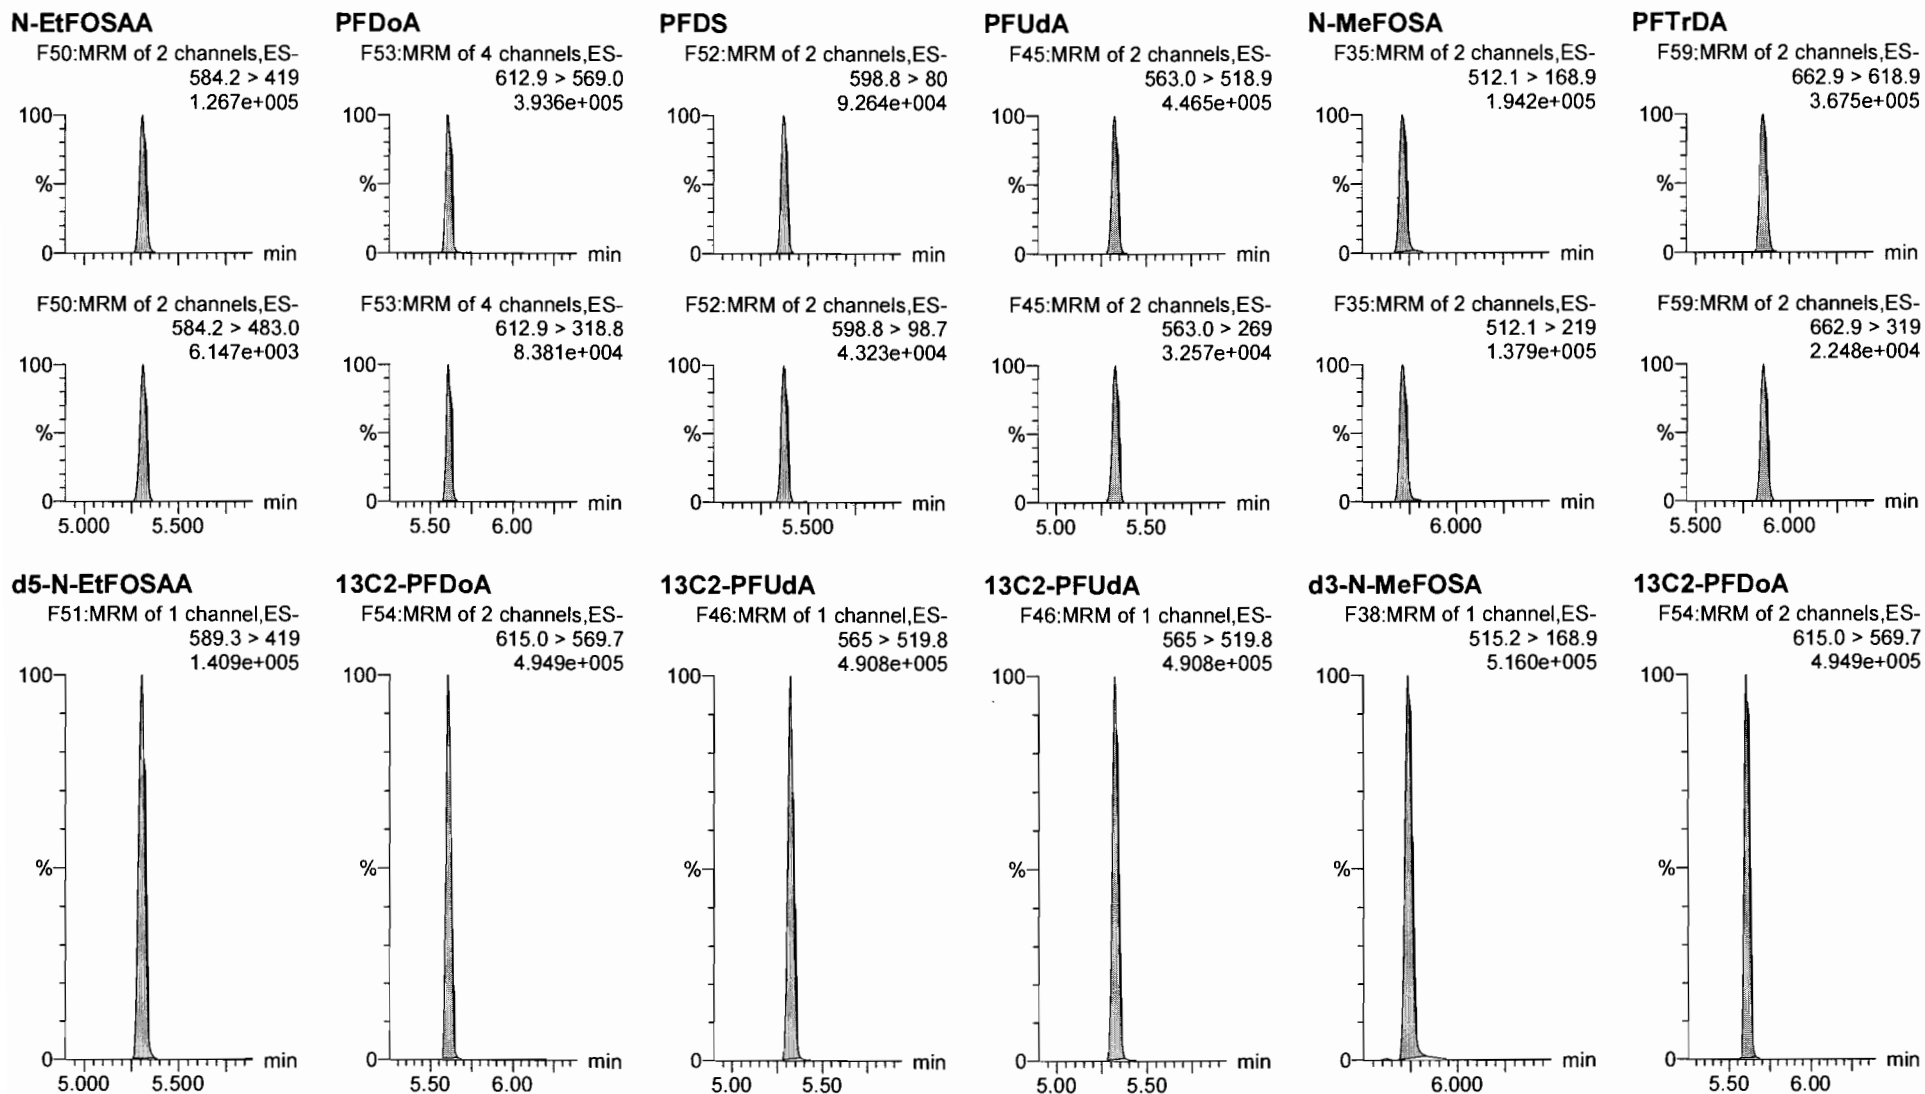 N-EtFOSAA
F50:MRM of 2 channels,ES-
584.2 > 419
1.267e+005
100
%
0
min
F50:MRM of 2 channels,ES-
584.2 > 483.0
6.147e+003
100
%
0
min
5.000 5.500
PFDoA
F53:MRM of 4 channels,ES-
612.9 > 569.0
3.936e+005
100
%
0
min
F53:MRM of 4 channels,ES-
612.9 > 318.8
8.381e+004
100
%
0
min
5.50 6.00
PFDS
F52:MRM of 2 channels,ES-
598.8 > 80
9.264e+004
100
%
0
min
F52:MRM of 2 channels,ES-
598.8 > 98.7
4.323e+004
100
%
0
min
5.500
PFUdA
F45:MRM of 2 channels,ES-
563.0 > 518.9
4.465e+005
100
%
0
min
F45:MRM of 2 channels,ES-
563.0 > 269
3.257e+004
100
%
0
min
5.00 5.50
N-MeFOSA
F35:MRM of 2 channels,ES-
512.1 > 168.9
1.942e+005
100
%
0
min
F35:MRM of 2 channels,ES-
512.1 > 219
1.379e+005
100
%
0
min
6.000
PFTrDA
F59:MRM of 2 channels,ES-
662.9 > 618.9
3.675e+005
100
%
0
min
F59:MRM of 2 channels,ES-
662.9 > 319
2.248e+004
100
%
0
min
5.500 6.000
d5-N-EtFOSAA
F51:MRM of 1 channel,ES-
589.3 > 419
1.409e+005
100
%
0
min
5.000 5.500
13C2-PFDoA
F54:MRM of 2 channels,ES-
615.0 > 569.7
4.949e+005
100
%
0
min
5.50 6.00
13C2-PFUdA
F46:MRM of 1 channel,ES-
565 > 519.8
4.908e+005
100
%
0
min
5.00 5.50
13C2-PFUdA
F46:MRM of 1 channel,ES-
565 > 519.8
4.908e+005
100
%
0
min
5.00 5.50
d3-N-MeFOSA
F38:MRM of 1 channel,ES-
515.2 > 168.9
5.160e+005
100
%
0
min
6.000
13C2-PFDoA
F54:MRM of 2 channels,ES-
615.0 > 569.7
4.949e+005
100
%
0
min
5.50 6.00